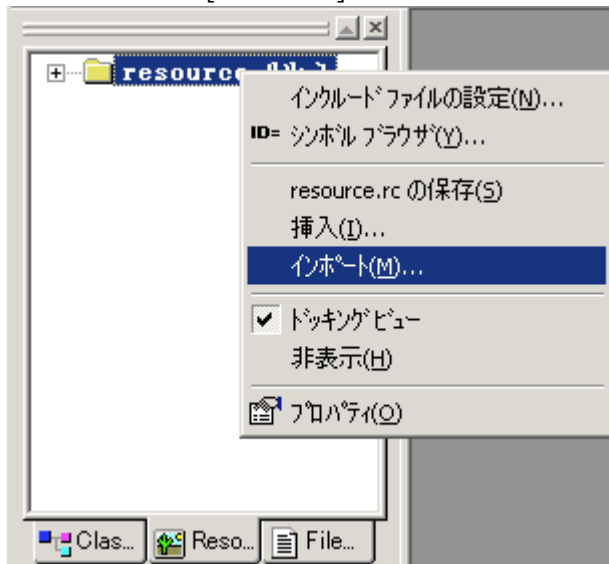 resource
インクルード ファイルの設定(N)...
ID= シンボル ブラウザ(Y)...
resource.rc の保存(S)
挿入(I)...
インポート(M)...
ドッキング ビュー
非表示(H)
プロパティ(O)
Clas... Reso... File...